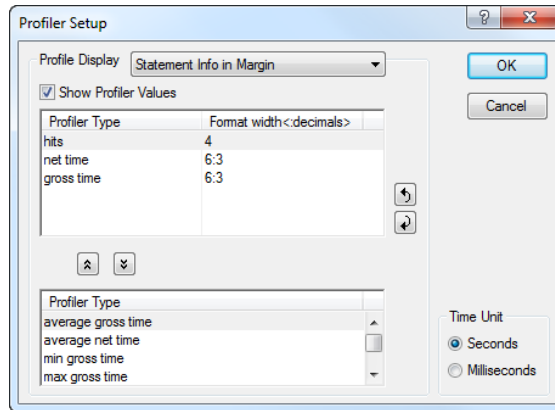 Profiler Setup
Profile Display Statement Info in Margin
OK
Show Profiler Values
Cancel
Profiler Type Format width<:decimals>
hits 4
net time 6:3
gross time 6:3
Profiler Type
average gross time
average net time
min gross time
max gross time
Time Unit
Seconds
Milliseconds